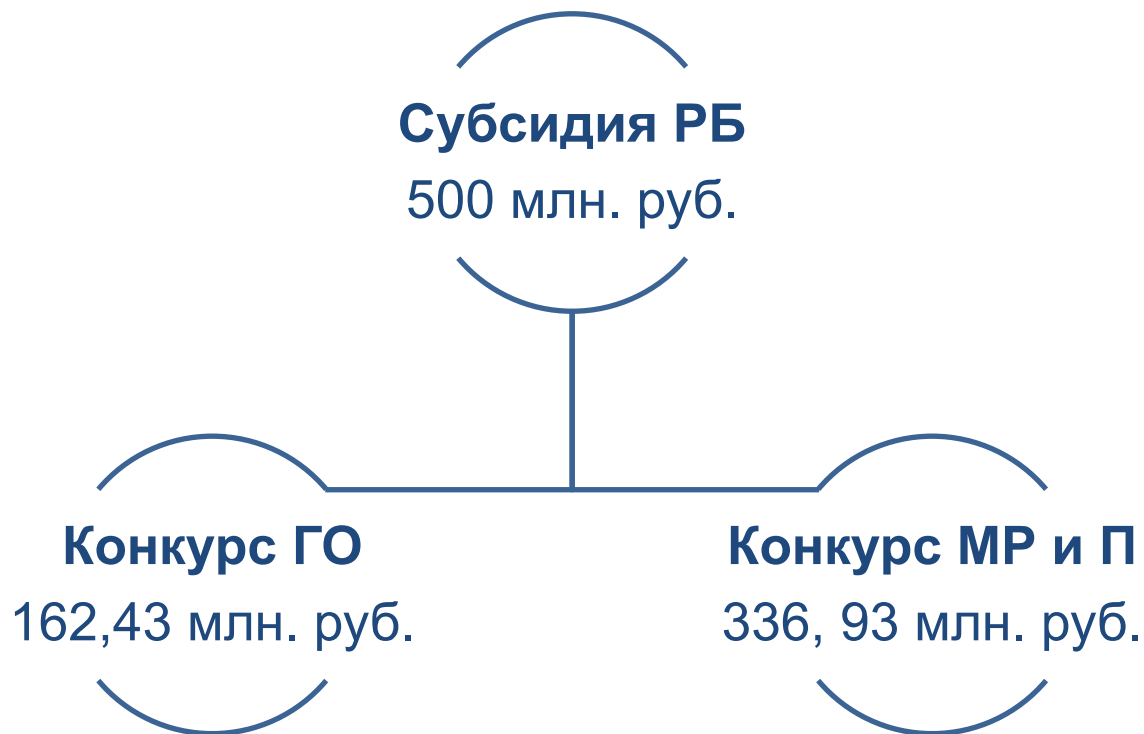 Субсидия РБ
500 млн. руб.
Конкурс ГО
162,43 млн. руб.
Конкурс МР и П
336, 93 млн. руб.